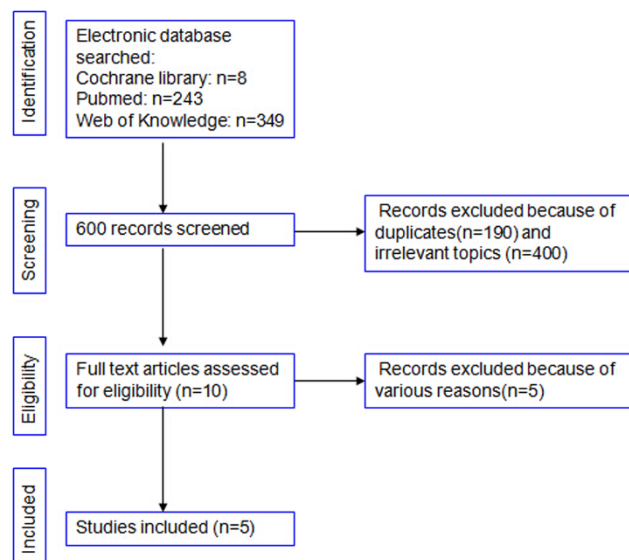 Identification
Electronic database
searched:
Cochrane library: n=8
Pubmed: n=243
Web of Knowledge: n=349
Screening
600 records screened
Records excluded because of
duplicates(n=190) and
irrelevant topics (n=400)
Eligibility
Full text articles assessed
for eligibility (n=10)
Records excluded because of
various reasons(n=5)
Included
Studies included (n=5)